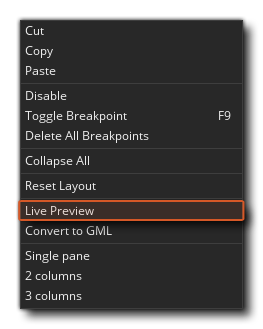 Cut
Copy
Paste
Disable
Toggle Breakpoint F9
Delete All Breakpoints
Collapse All
Reset Layout
Live Preview
Convert to GML
Single pane
2 columns
3 columns